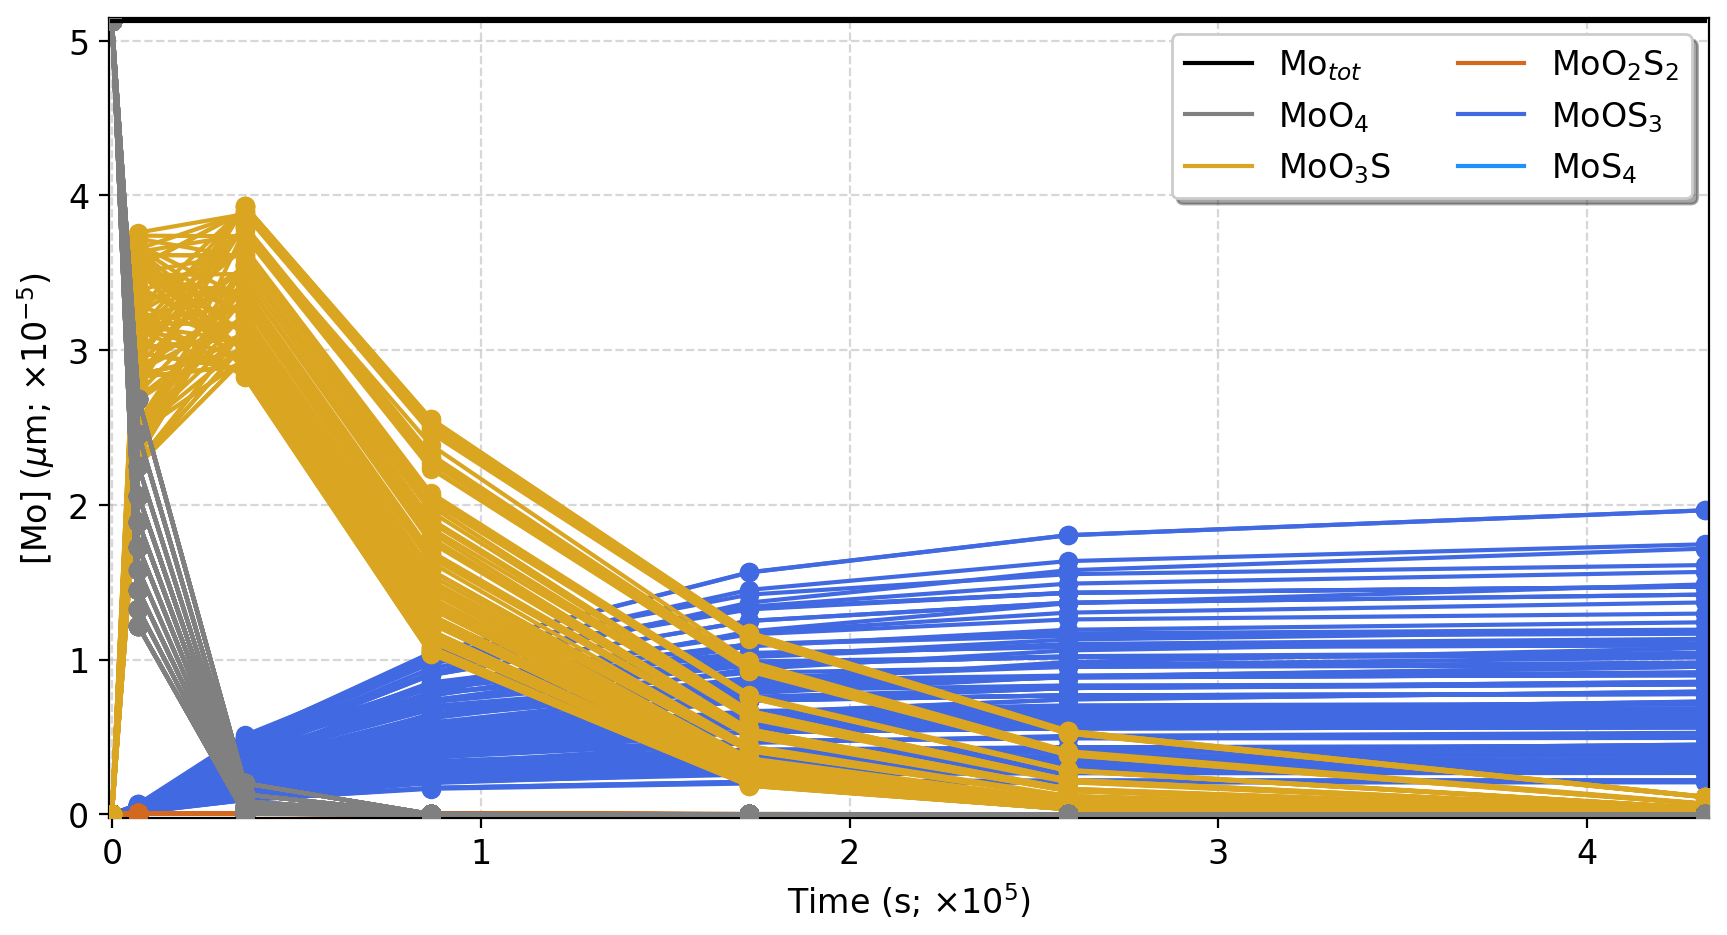 5
4
3
2
1
0
[Mo] (μm; ×10⁻⁵)
Mo_tot
MoO₄
MoO₃S
MoO₂S₂
MoOS₃
MoS₄
0 1 2 3 4
Time (s; ×10⁵)